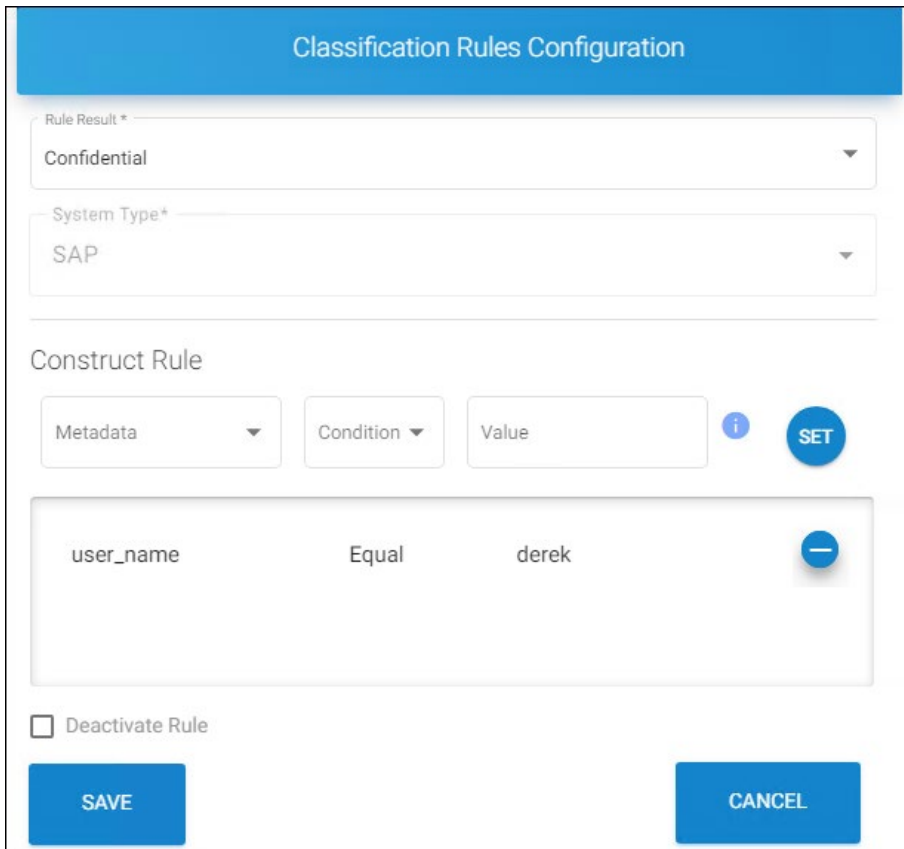 Classification Rules Configuration
Rule Result *
Confidential
System Type*
SAP
Construct Rule
Metadata Condition Value i SET
user_name Equal derek
Deactivate Rule
SAVE CANCEL